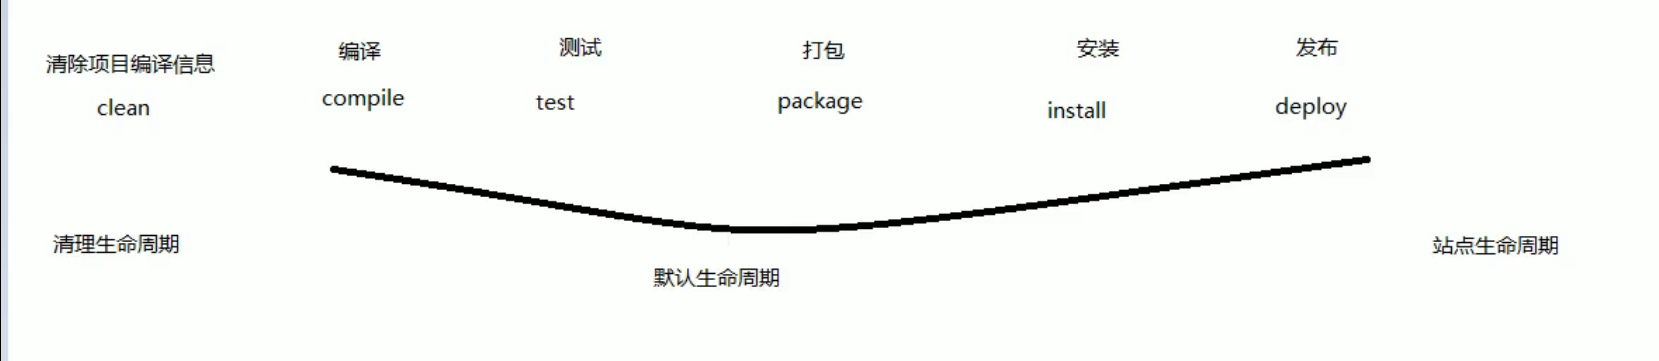 清除项目编译信息
clean
编译
compile
测试
test
打包
package
安装
install
发布
deploy
清理生命周期
默认生命周期
站点生命周期